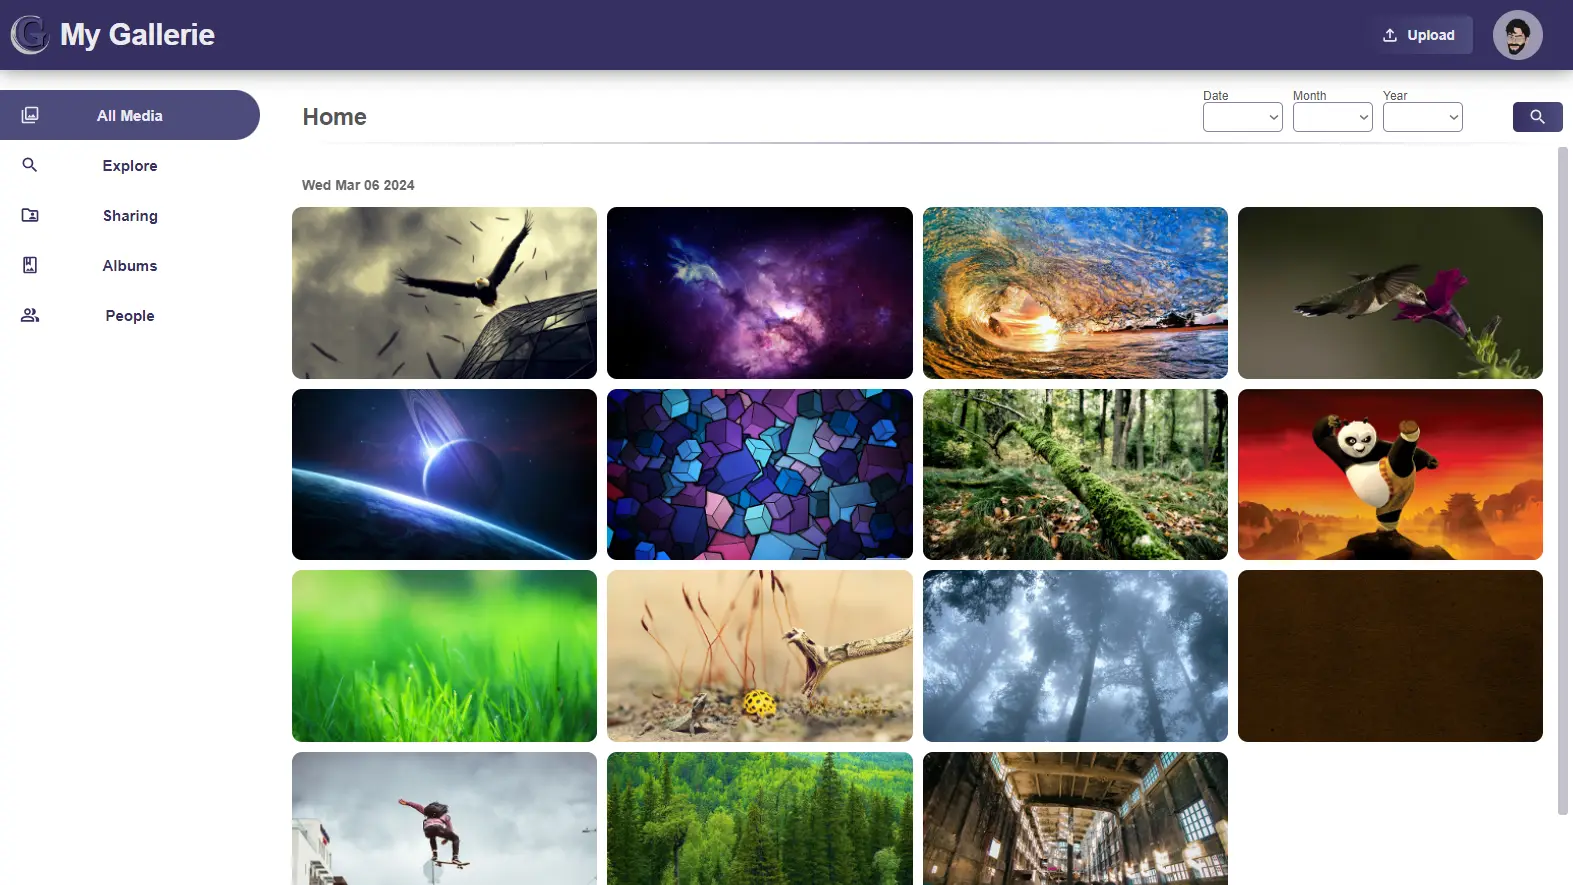 G My Gallerie
Upload
All Media
Explore
Sharing
Albums
People
Home
Date
Month
Year
Wed Mar 06 2024